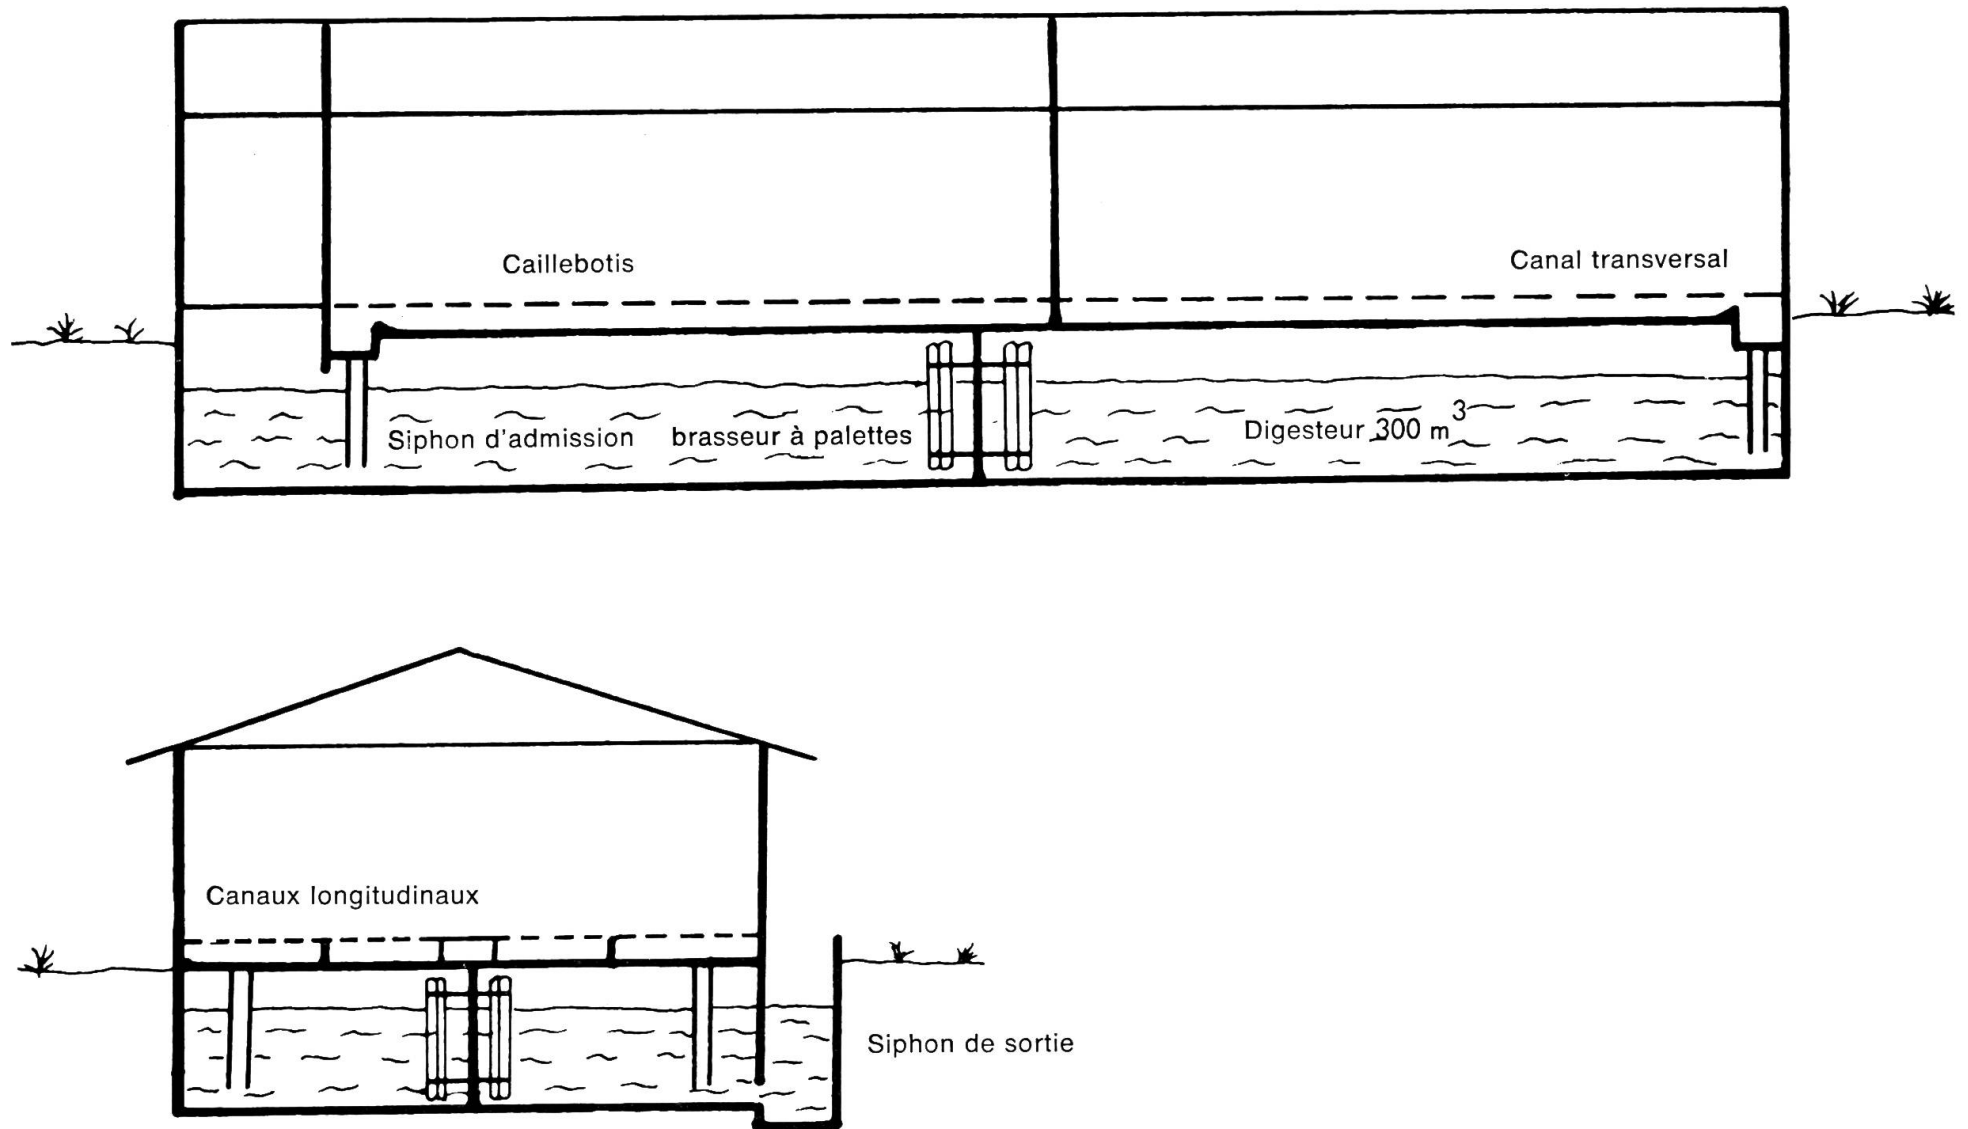 Caillebotis
Canal transversal
Siphon d'admission
brasseur à palettes
Digesteur 300 m³
Canaux longitudinaux
Siphon de sortie